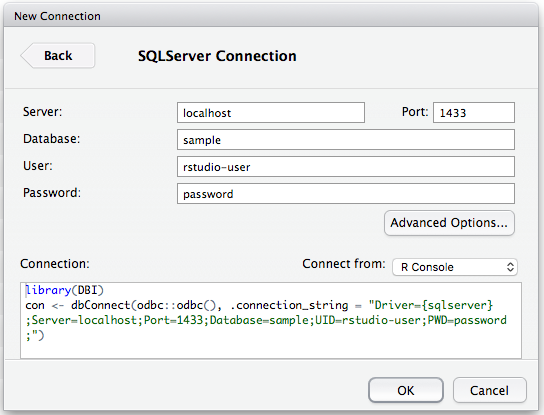 New Connection
Back
SQLServer Connection
Server: localhost Port: 1433
Database: sample
User: rstudio-user
Password: password
Advanced Options...
Connection: Connect from: R Console
library(DBI)
con <- dbConnect(odbc::odbc(), .connection_string = "Driver={sqlserver}
;Server=localhost;Port=1433;Database=sample;UID=rstudio-user;PWD=password
;")
OK Cancel